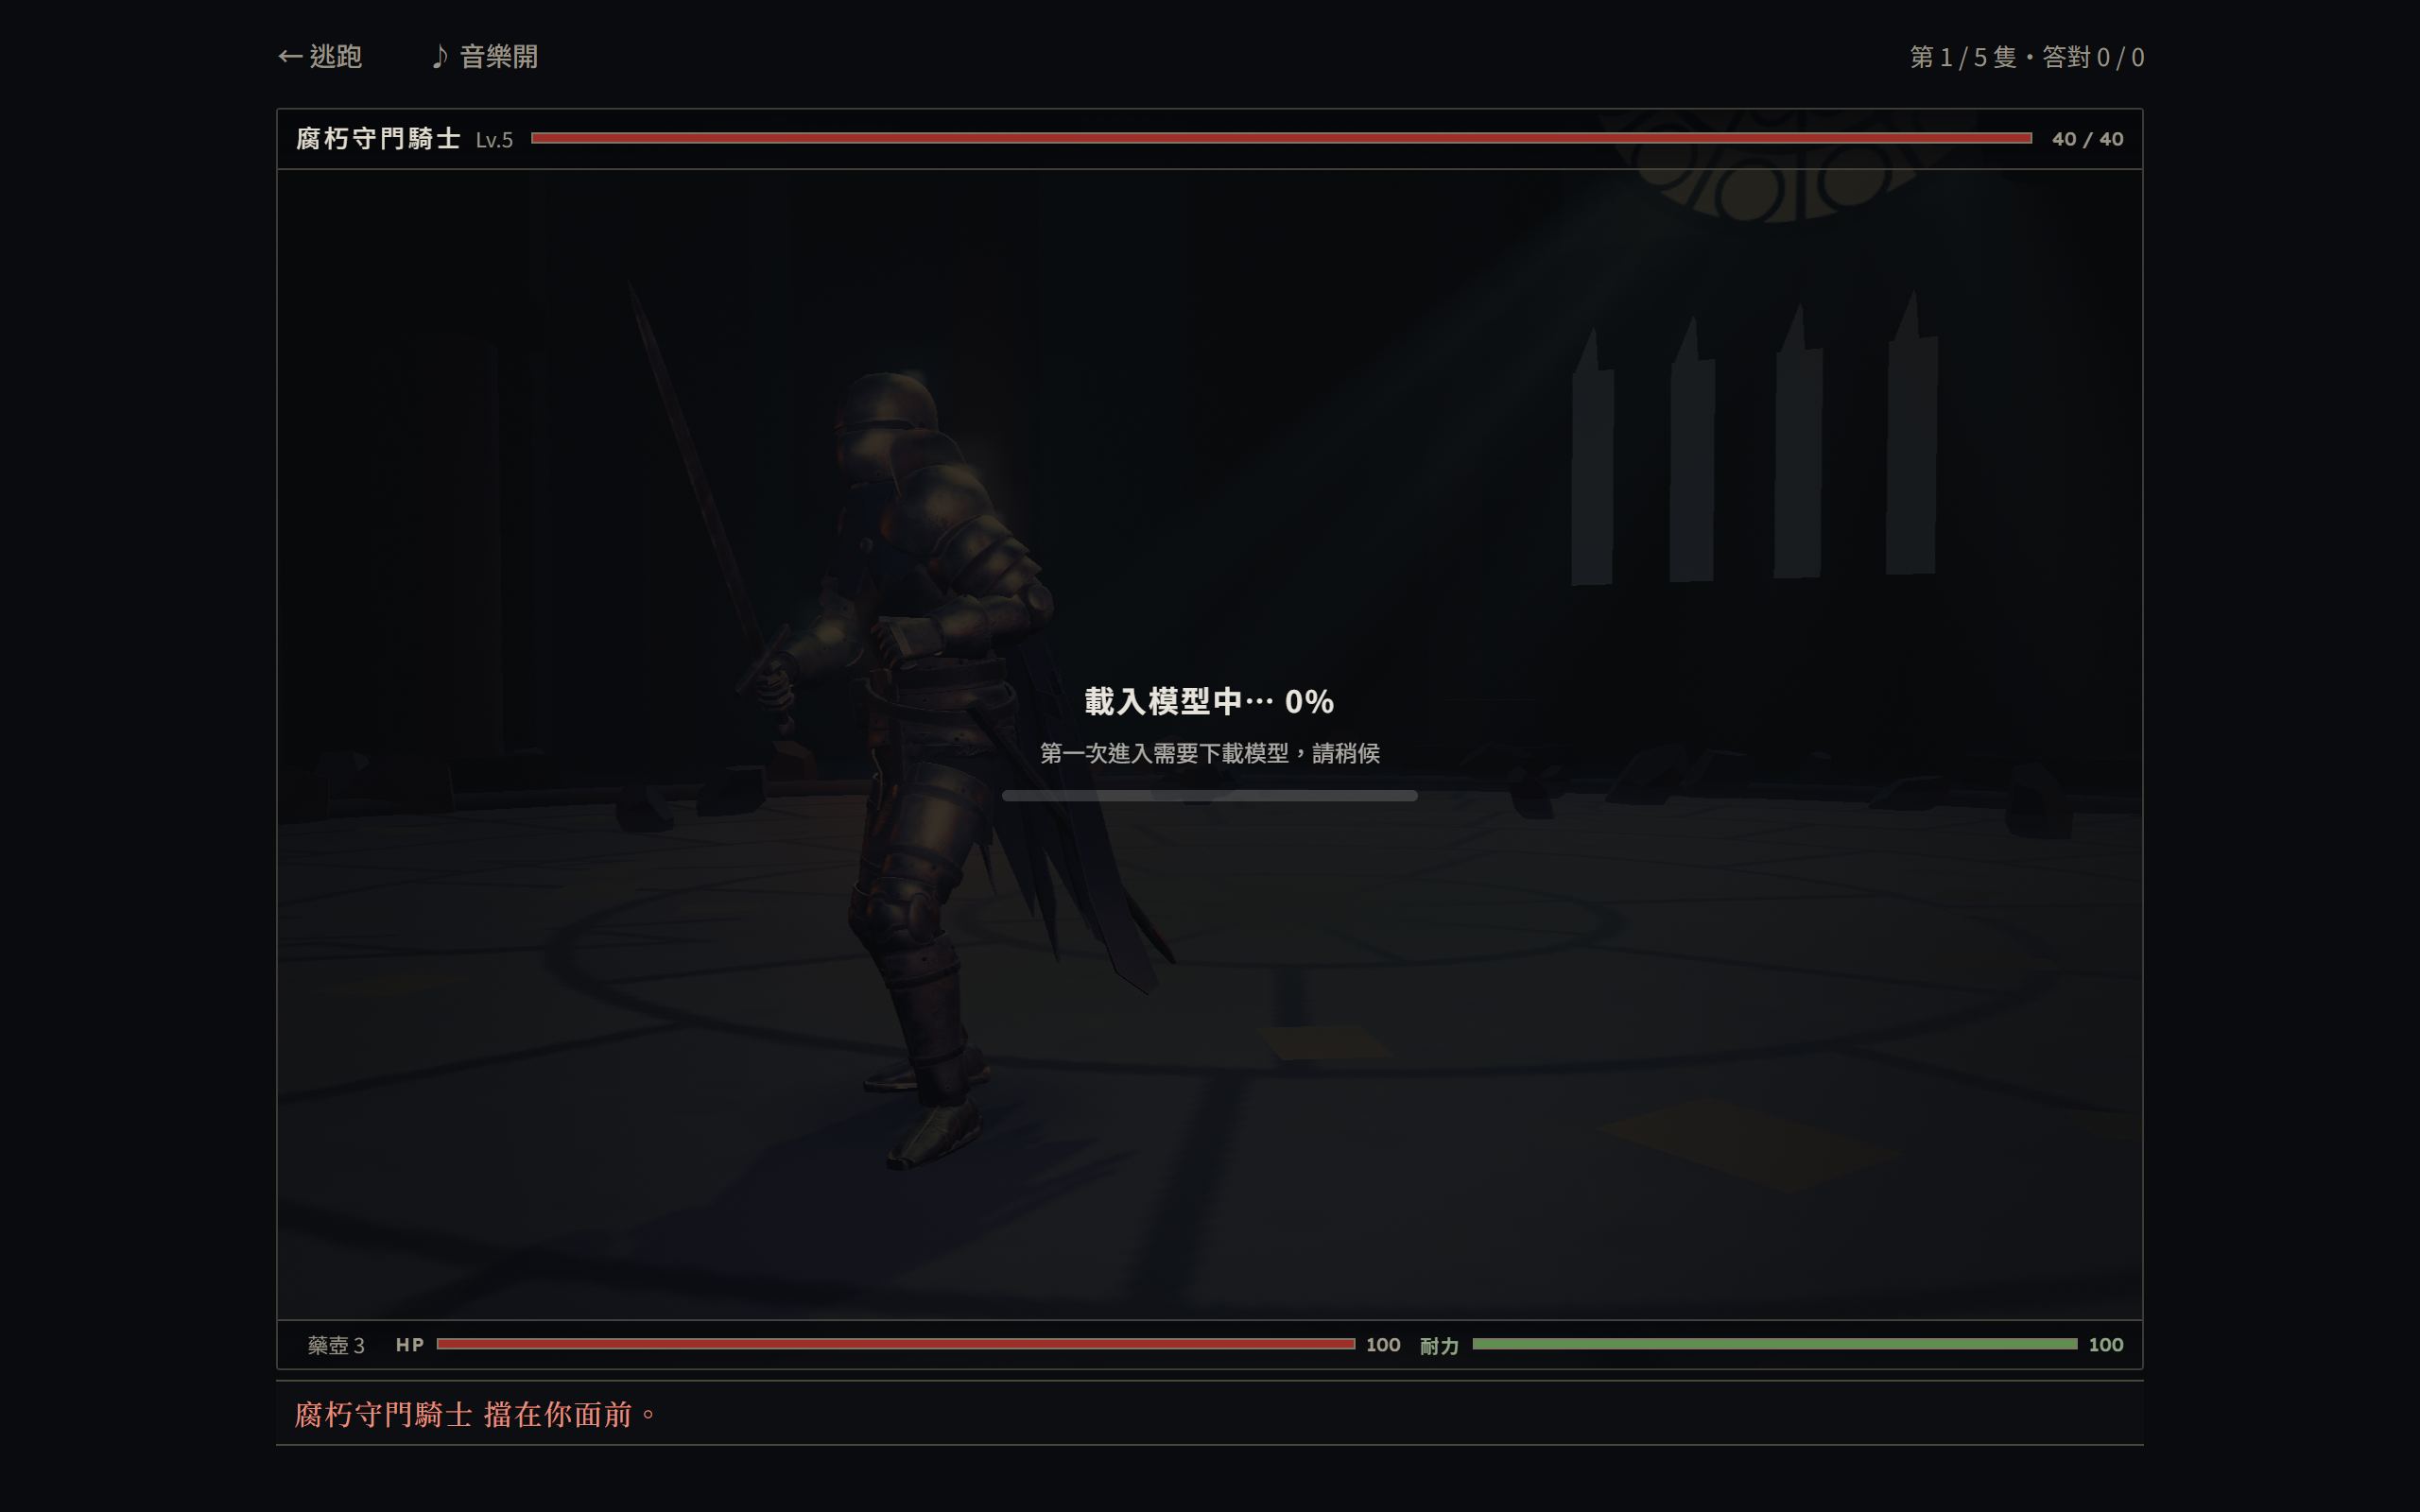 ← 逃跑 ♪ 音樂開 第 1 / 5 隻・答對 0 / 0
腐朽守門騎士 Lv.5 40 / 40
載入模型中… 0%
第一次進入需要下載模型，請稍候
藥壺 3 HP 100 耐力 100
腐朽守門騎士 擋在你面前。